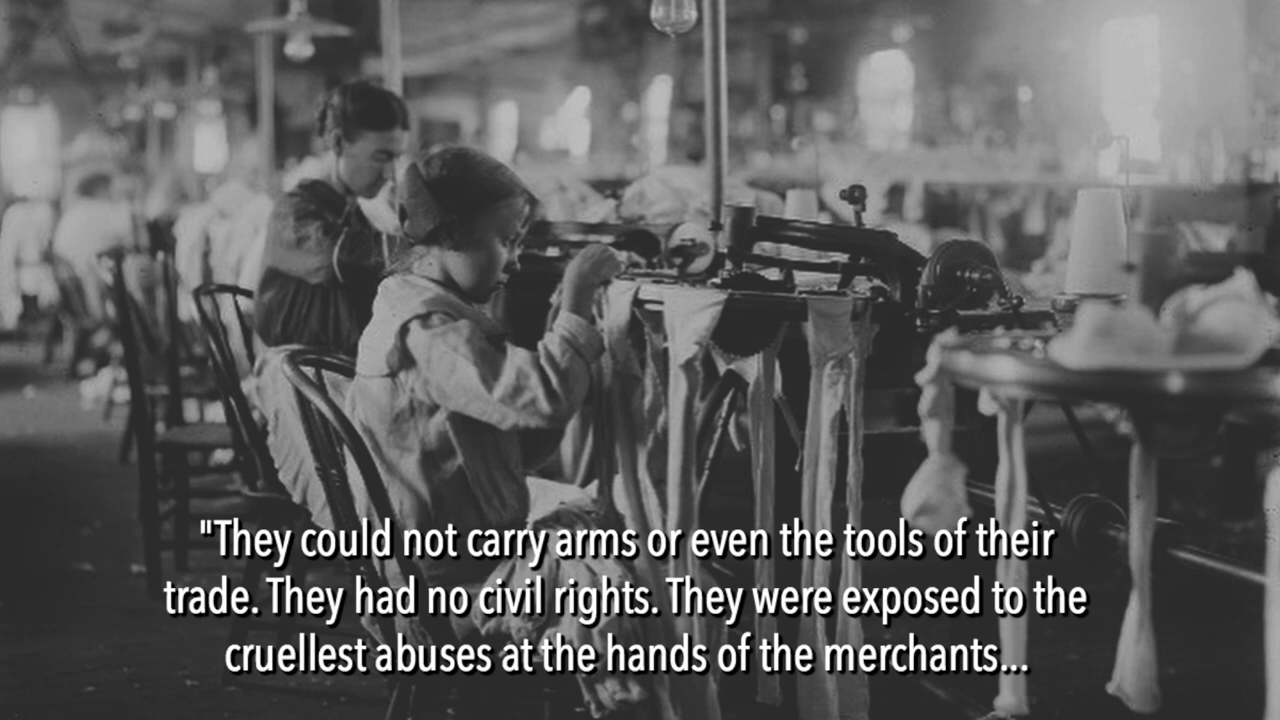 "They could not carry arms or even the tools of their
trade. They had no civil rights. They were exposed to the
cruellest abuses at the hands of the merchants...